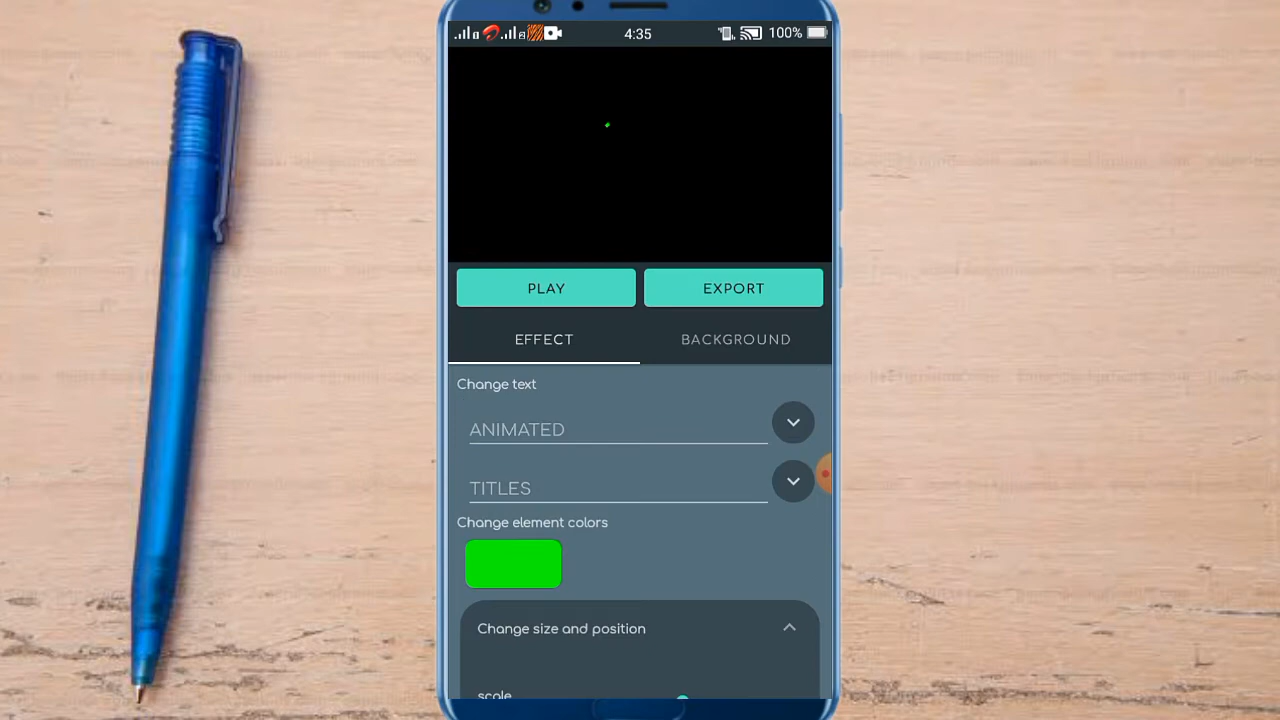 4:35
100%
PLAY
EXPORT
EFFECT
BACKGROUND
Change text
ANIMATED
TITLES
Change element colors
Change size and position
scale